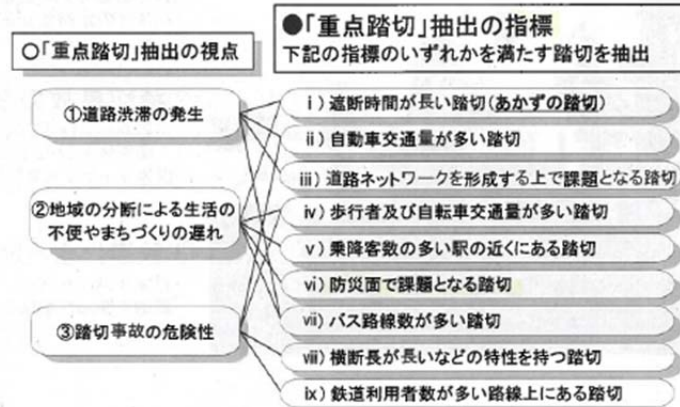 ○「重点踏切」抽出の視点
●「重点踏切」抽出の指標
下記の指標のいずれかを満たす踏切を抽出
①道路渋滞の発生
②地域の分断による生活の
不便やまちづくりの遅れ
③踏切事故の危険性
ⅰ)遮断時間が長い踏切(あかずの踏切)
ⅱ)自動車交通量が多い踏切
ⅲ)道路ネットワークを形成する上で課題となる踏切
ⅳ)歩行者及び自転車交通量が多い踏切
ⅴ)乗降客数の多い駅の近くにある踏切
ⅵ)防災面で課題となる踏切
ⅶ)バス路線数が多い踏切
ⅷ)横断長が長いなどの特性を持つ踏切
ⅸ)鉄道利用者数が多い路線上にある踏切